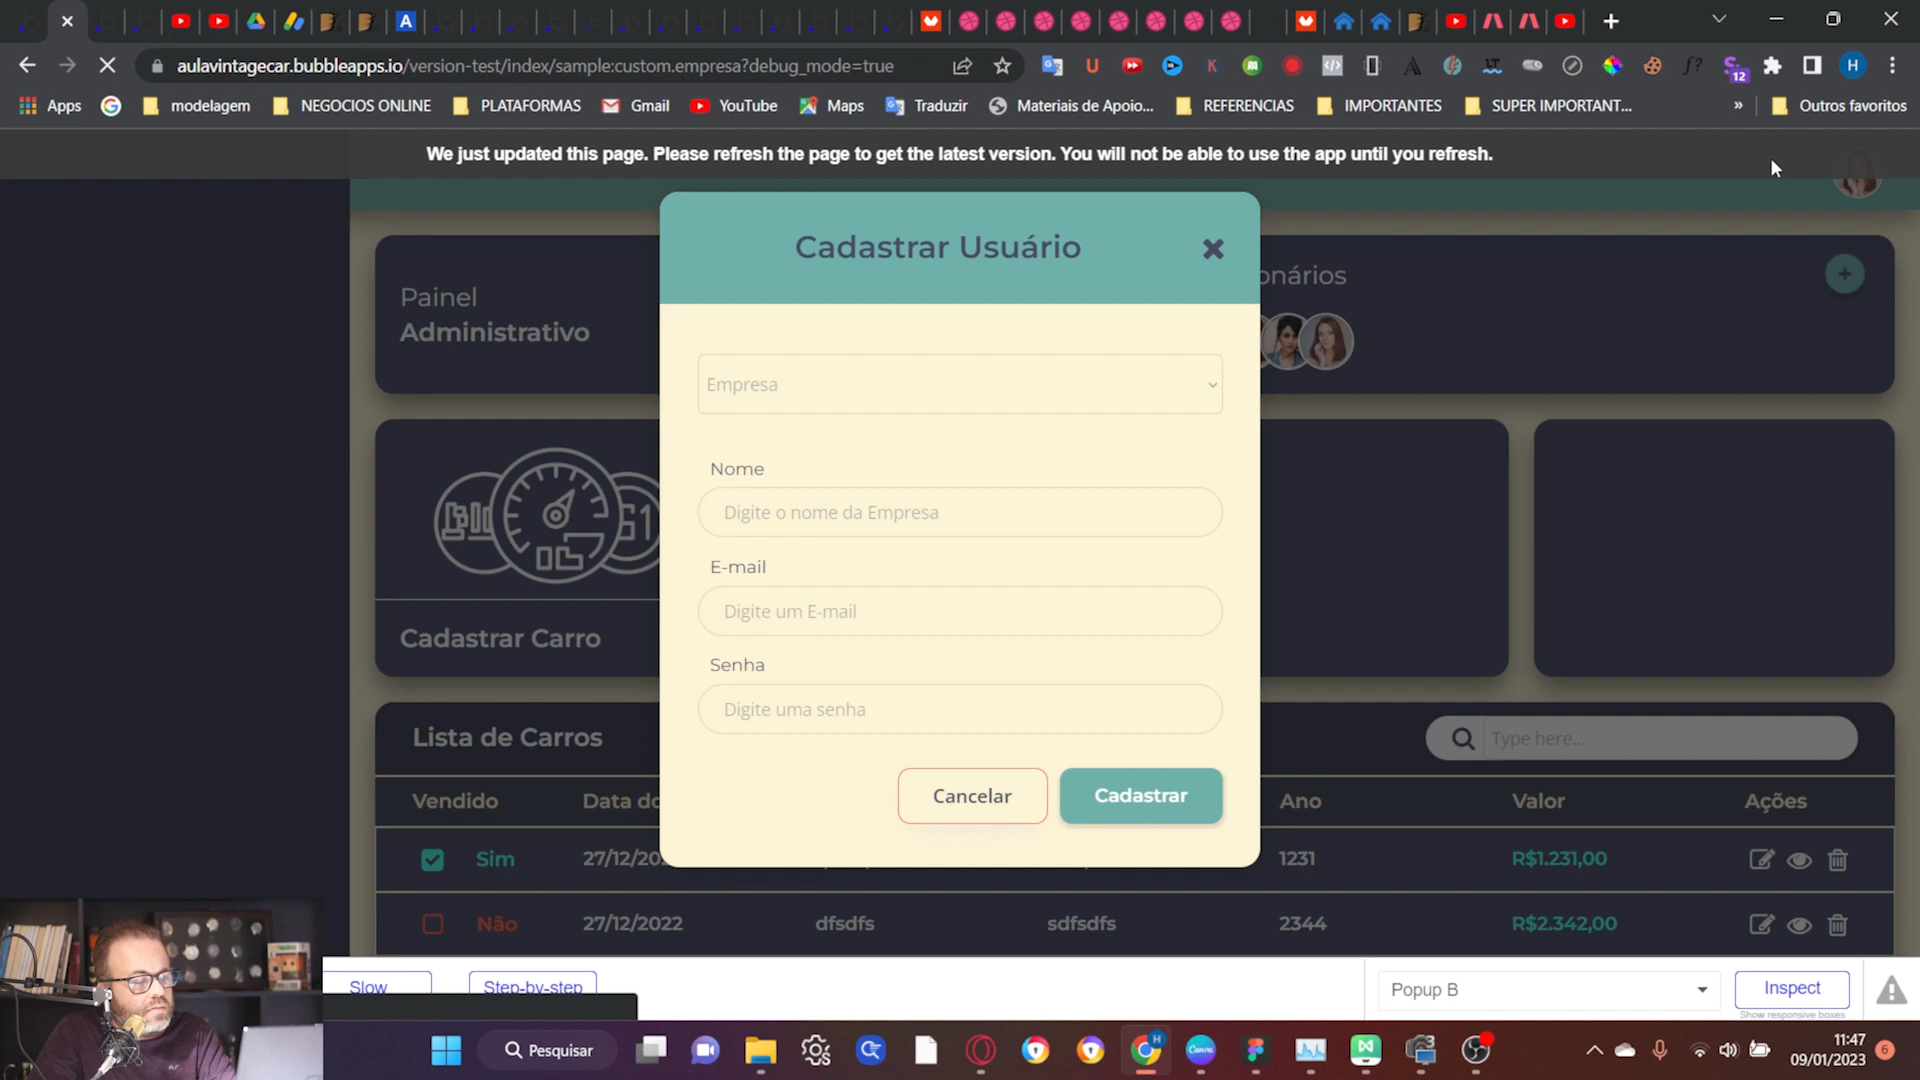 aulavintagecar.bubbleapps.io/version-test/index/sample:custom.empresa?debug_mode=true
12
H
Apps
modelagem
NEGOCIOS ONLINE
PLATAFORMAS
Gmail
YouTube
Maps
Traduzir
Materiais de Apoio...
REFERENCIAS
IMPORTANTES
SUPER IMPORTANT...
»
Outros favoritos
We just updated this page. Please refresh the page to get the latest version. You will not be able to use the app until you refresh.
Cadastrar Usuário
Painel
Administrativo
onários
Empresa
Nome
Digite o nome da Empresa
E-mail
Digite um E-mail
Senha
Digite uma senha
Cancelar
Cadastrar
Cadastrar Carro
Lista de Carros
Type here...
Vendido
Data do
Ano
Valor
Ações
Sim
27/12/20
1231
R$1.231,00
Não
27/12/2022
dfsdfs
sdfsdfs
2344
R$2.342,00
Slow
Step-by-step
Popup B
Inspect
Show responsive boxes
Pesquisar
11:47
09/01/2023
6